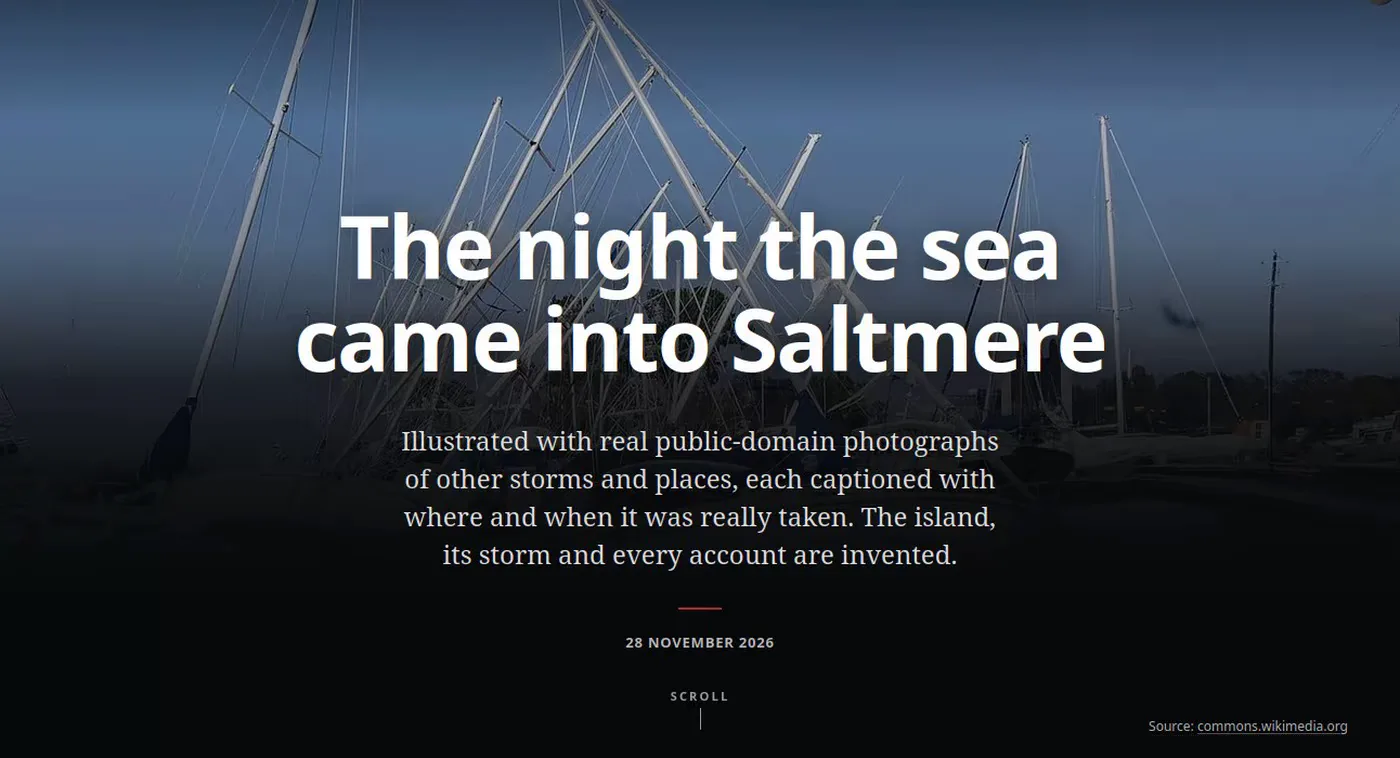 The night the sea
came into Saltmere
Illustrated with real public-domain photographs
of other storms and places, each captioned with
where and when it was really taken. The island,
its storm and every account are invented.
28 NOVEMBER 2026
SCROLL
Source: commons.wikimedia.org